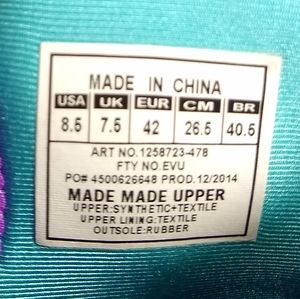 MADE IN CHINA
USA UK EUR CM BR
8.5 7.5 42 26.5 40.5
ART NO.1258723-478
FTY NO.EVU
PO# 4500626648 PROD.12/2014
MADE MADE UPPER
UPPER:SYNTHETIC+TEXTILE
UPPER LINING:TEXTILE
OUTSOLE:RUBBER